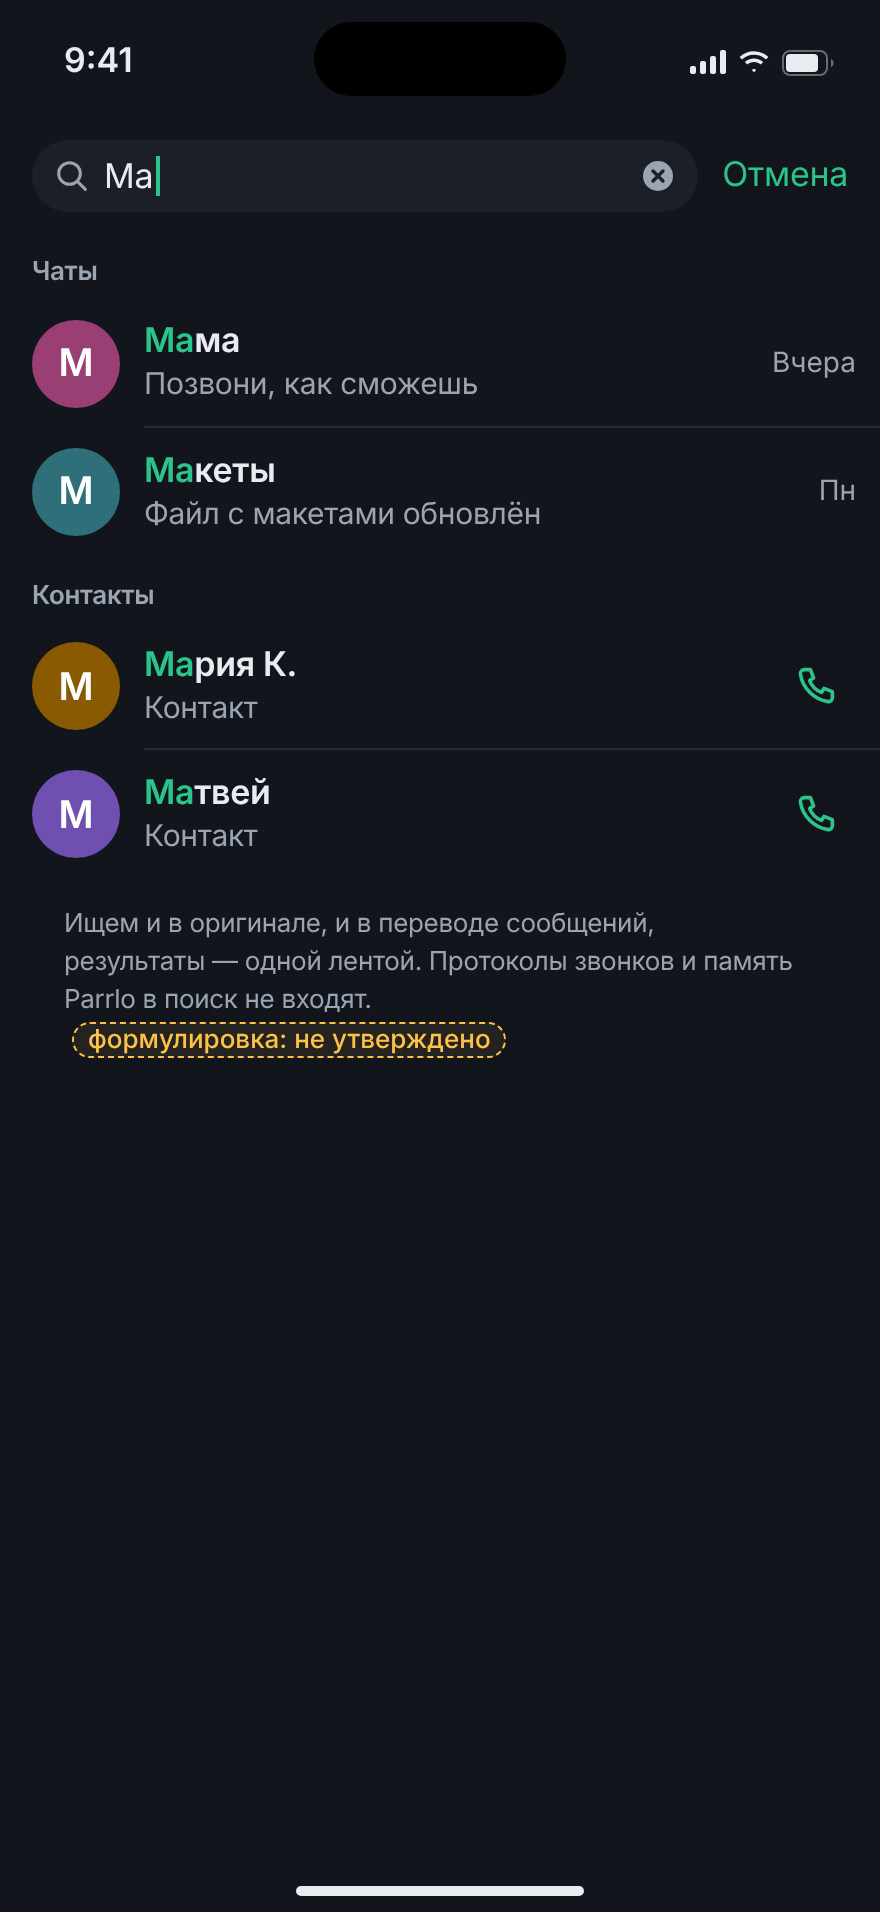 9:41
Ма
Отмена
Чаты
М
Мама
Позвони, как сможешь
Вчера
М
Макеты
Файл с макетами обновлён
Пн
Контакты
М
Мария К.
Контакт
М
Матвей
Контакт
Ищем и в оригинале, и в переводе сообщений,
результаты — одной лентой. Протоколы звонков и память
Parrlo в поиск не входят.
формулировка: не утверждено